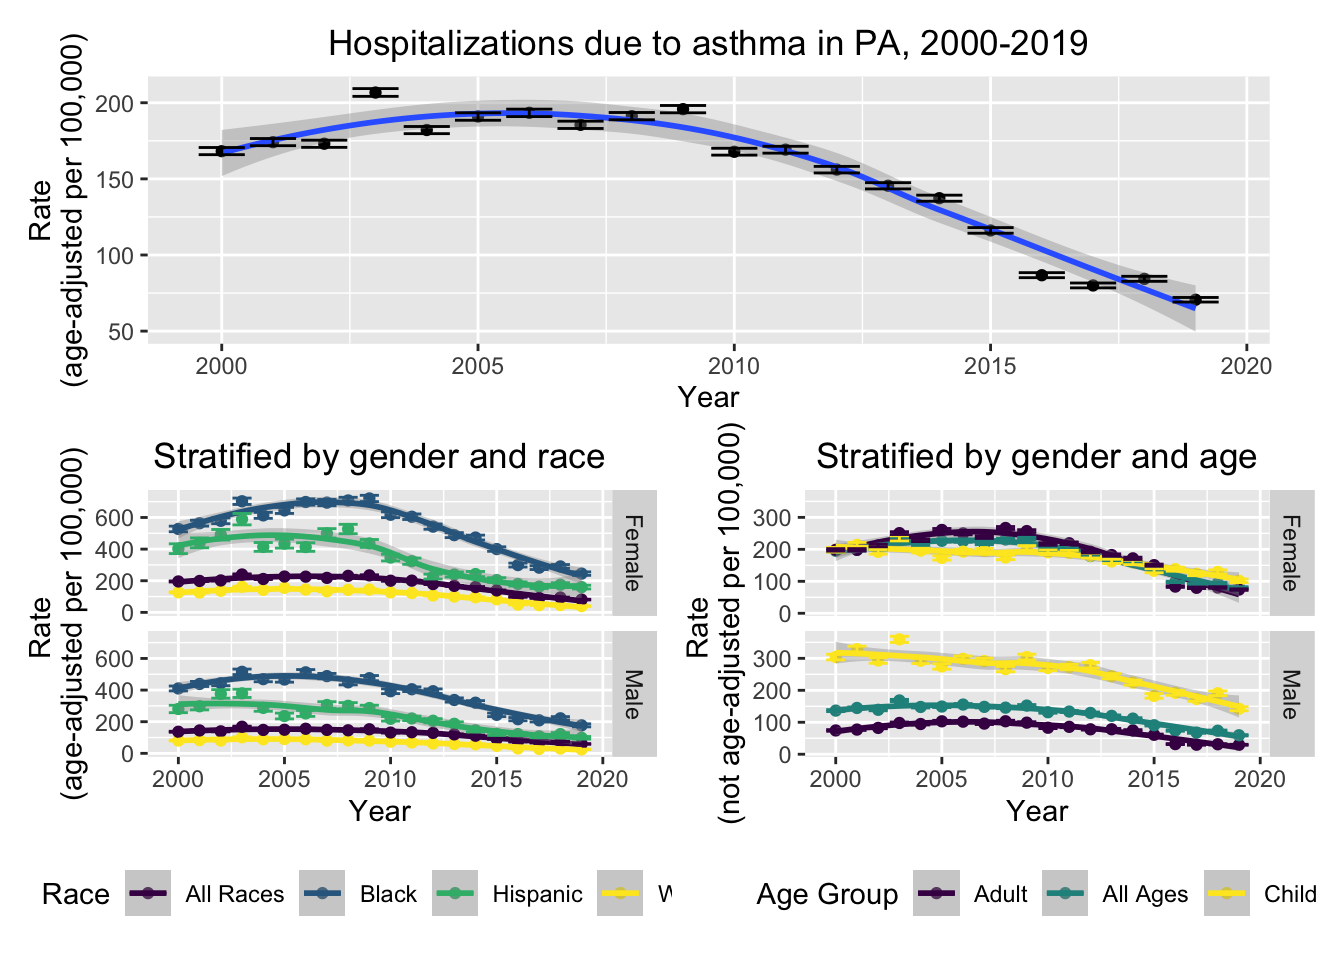 Hospitalizations due to asthma in PA, 2000-2019
Rate
(age-adjusted per 100,000)
200
150
100
50
2000 2005 2010 2015 2020
Year
Stratified by gender and race
Rate
(age-adjusted per 100,000)
600
400
200
0
Female
600
400
200
0
Male
2000 2005 2010 2015 2020
Year
Race All Races Black Hispanic
Stratified by gender and age
Rate
(not age-adjusted per 100,000)
300
200
100
0
Female
300
200
100
0
Male
2000 2005 2010 2015 2020
Year
Age Group Adult All Ages Child